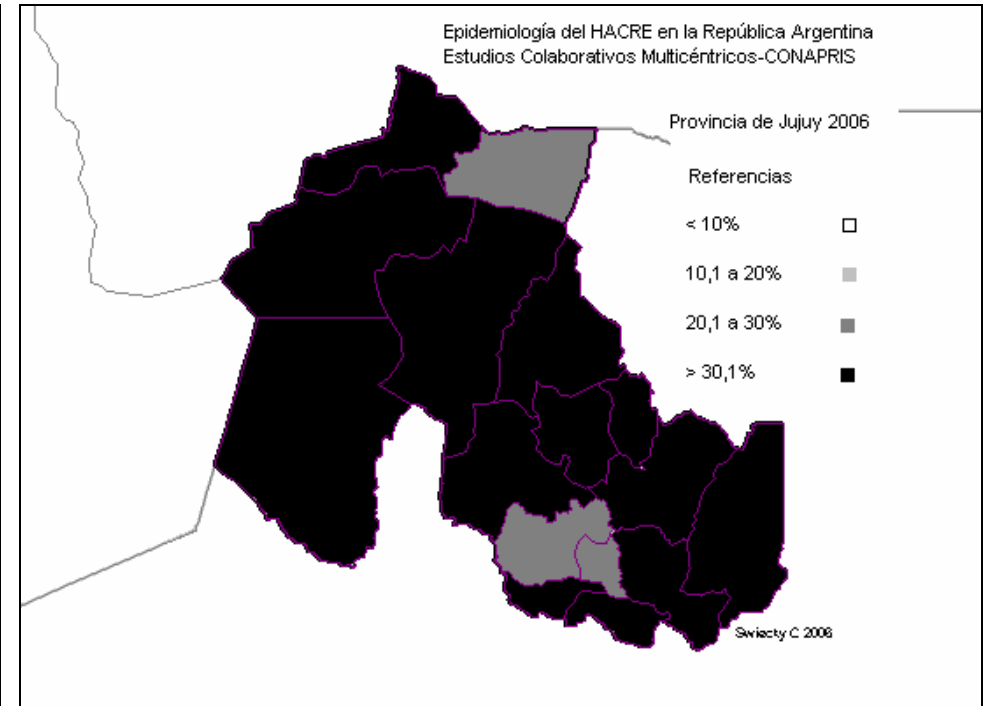 Epidemiología del HACRE en la República Argentina
Estudios Colaborativos Multicéntricos-CONAPRIS
Provincia de Jujuy 2006
Referencias
< 10%
10,1 a 20%
20,1 a 30%
> 30,1%
Swiecty C 2006